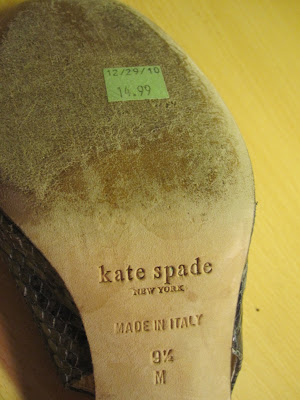 12/29/10
14.99
kate spade
NEW YORK
MADE IN ITALY
9½
M